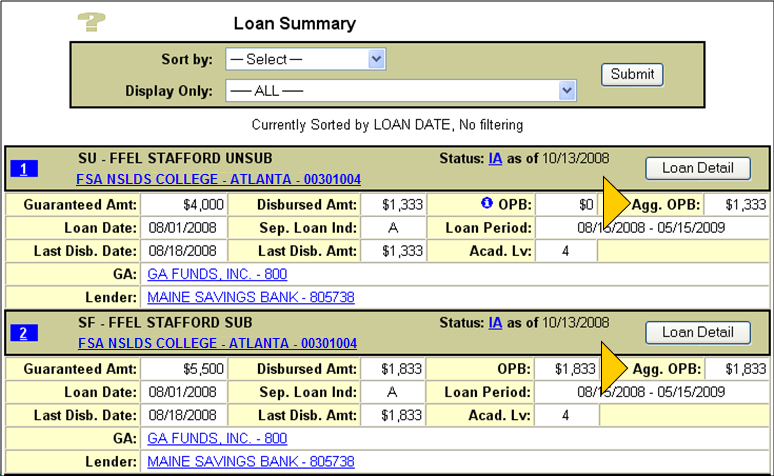 ?
Loan Summary
Sort by: — Select —
Submit
Display Only: —– ALL —–
Currently Sorted by LOAN DATE, No filtering
1 SU - FFEL STAFFORD UNSUB Status: IA as of 10/13/2008 Loan Detail
FSA NSLDS COLLEGE - ATLANTA - 00301004
Guaranteed Amt: $4,000 Disbursed Amt: $1,333 i OPB: $0 Agg. OPB: $1,333
Loan Date: 08/01/2008 Sep. Loan Ind: A Loan Period: 08/15/2008 - 05/15/2009
Last Disb. Date: 08/18/2008 Last Disb. Amt: $1,333 Acad. Lv: 4
GA: GA FUNDS, INC. - 800
Lender: MAINE SAVINGS BANK - 805738
2 SF - FFEL STAFFORD SUB Status: IA as of 10/13/2008 Loan Detail
FSA NSLDS COLLEGE - ATLANTA - 00301004
Guaranteed Amt: $5,500 Disbursed Amt: $1,833 OPB: $1,833 Agg. OPB: $1,833
Loan Date: 08/01/2008 Sep. Loan Ind: A Loan Period: 08/15/2008 - 05/15/2009
Last Disb. Date: 08/18/2008 Last Disb. Amt: $1,833 Acad. Lv: 4
GA: GA FUNDS, INC. - 800
Lender: MAINE SAVINGS BANK - 805738